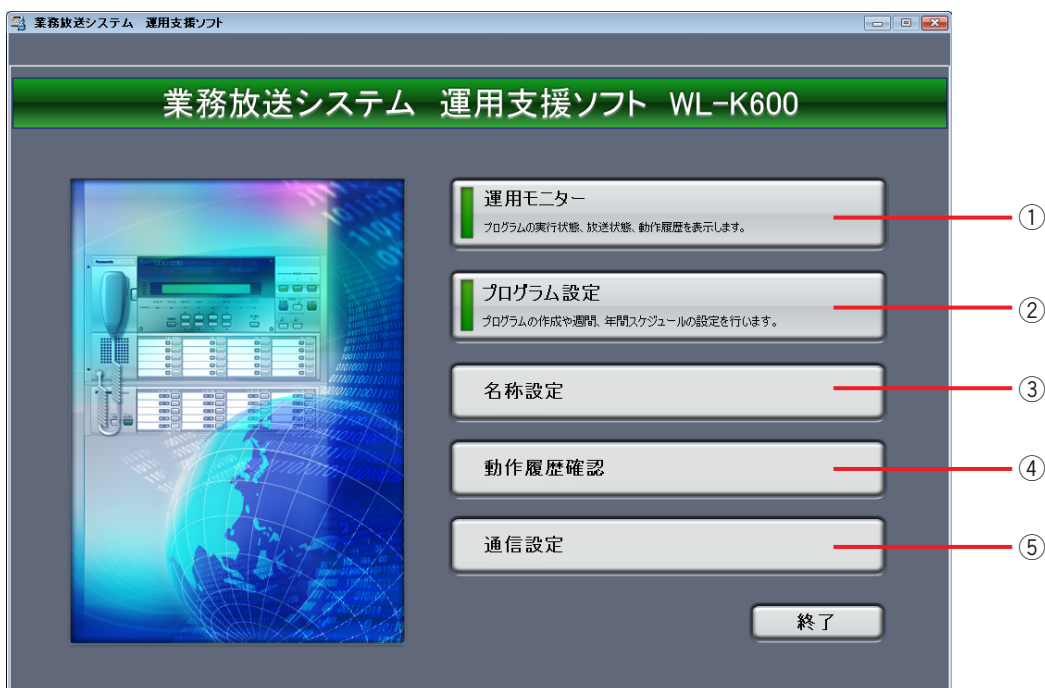 業務放送システム 運用支援ソフト
業務放送システム 運用支援ソフト WL-K600
運用モニター
プログラムの実行状態、放送状態、動作履歴を表示します。
①
プログラム設定
プログラムの作成や週間、年間スケジュールの設定を行います。
②
名称設定
③
動作履歴確認
④
通信設定
⑤
終了
Panasonic